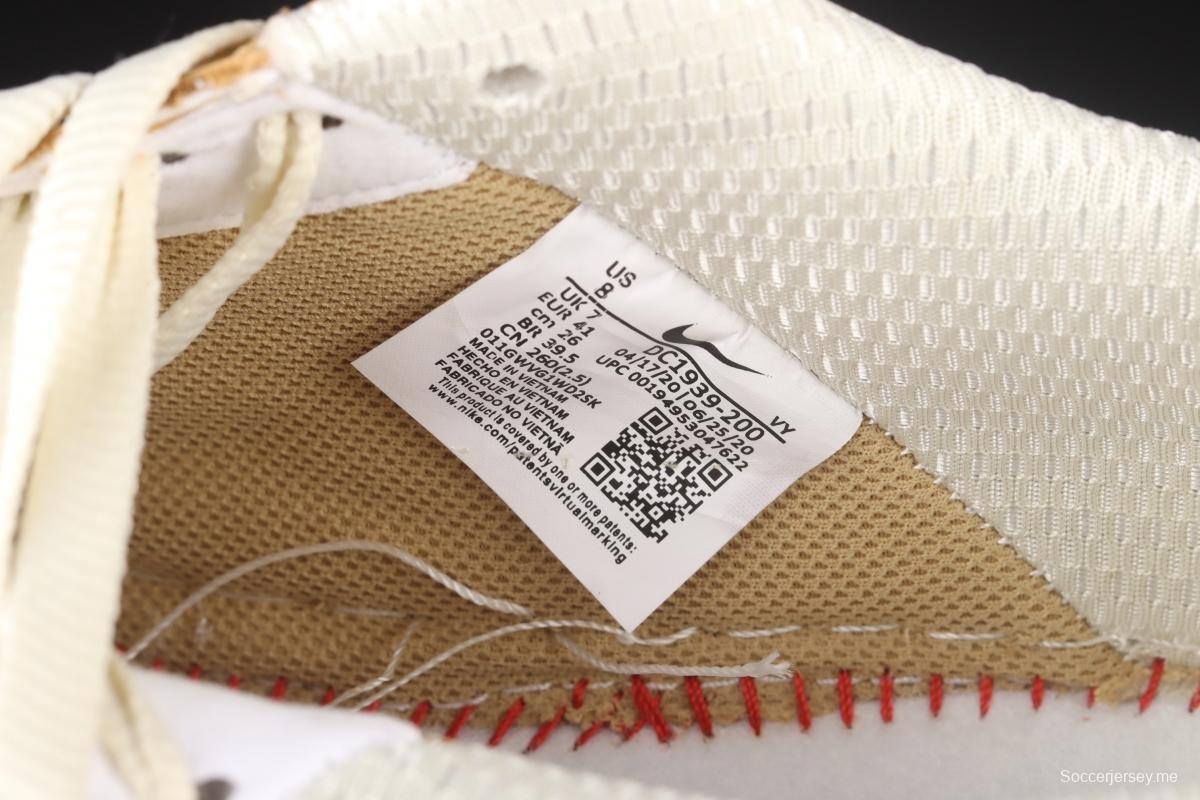 US
8
UK 7
EUR 41
cm 26
BR 39.5
CN 260(2.5)
011GWVG1WD2SK
MADE IN VIETNAM
HECHO EN VIETNAM
FABRIQUE AU VIETNAM
FABRICADO NO VIETNÃ
This product is covered by one or more patents:
www.nike.com/patentsvirtualmarking
DC1939-200 VY
04/17/20 | 06/25/20
UPC 00194953047622
Soccerjersey.me